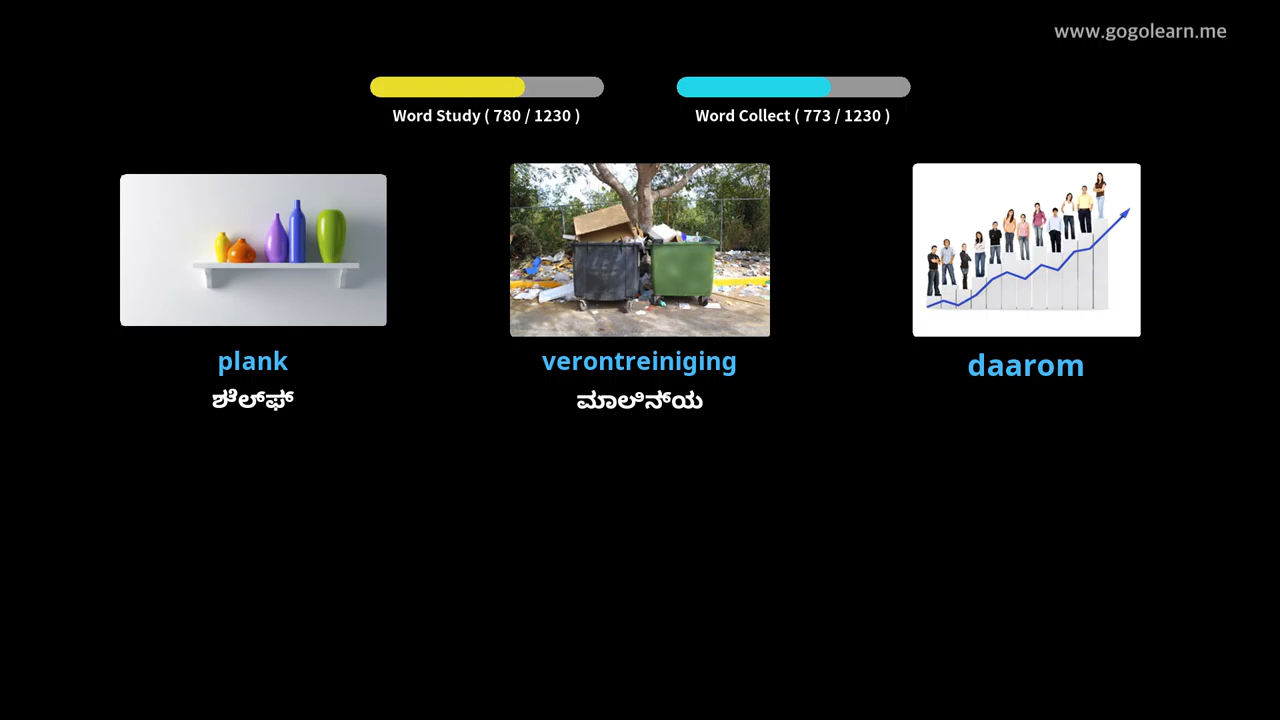 www.gogolearn.me
Word Study ( 780 / 1230 )
Word Collect ( 773 / 1230 )
plank
verontreiniging
daarom
ಶೆಲ್ಫ್
ಮಾಲಿನ್ಯ